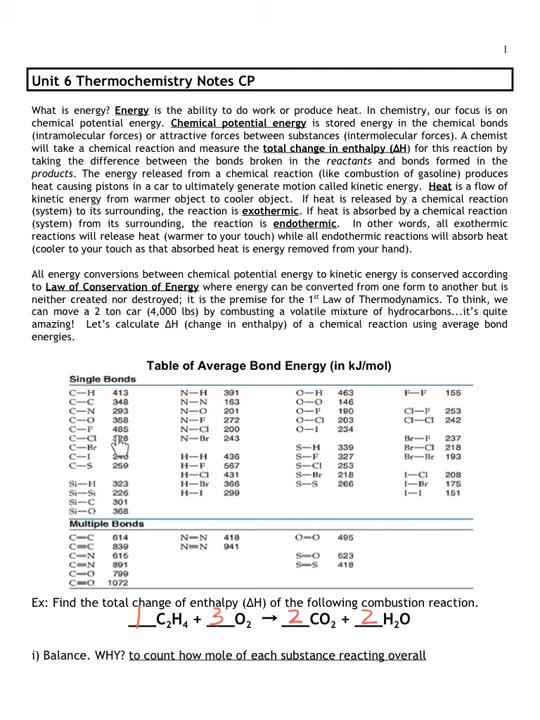 1
Unit 6 Thermochemistry Notes CP
What is energy? Energy is the ability to do work or produce heat. In chemistry, our focus is on
chemical potential energy. Chemical potential energy is stored energy in the chemical bonds
(intramolecular forces) or attractive forces between substances (intermolecular forces). A chemist
will take a chemical reaction and measure the total change in enthalpy (ΔH) for this reaction by
taking the difference between the bonds broken in the reactants and bonds formed in the
products. The energy released from a chemical reaction (like combustion of gasoline) produces
heat causing pistons in a car to ultimately generate motion called kinetic energy. Heat is a flow of
kinetic energy from warmer object to cooler object. If heat is released by a chemical reaction
(system) to its surrounding, the reaction is exothermic. If heat is absorbed by a chemical reaction
(system) from its surrounding, the reaction is endothermic. In other words, all exothermic
reactions will release heat (warmer to your touch) while all endothermic reactions will absorb heat
(cooler to your touch as that absorbed heat is energy removed from your hand).
All energy conversions between chemical potential energy to kinetic energy is conserved according
to Law of Conservation of Energy where energy can be converted from one form to another but is
neither created nor destroyed; it is the premise for the 1st Law of Thermodynamics. To think, we
can move a 2 ton car (4,000 lbs) by combusting a volatile mixture of hydrocarbons...it's quite
amazing! Let's calculate ΔH (change in enthalpy) of a chemical reaction using average bond
energies.
Table of Average Bond Energy (in kJ/mol)
Single Bonds
C—H 413 N—H 391 O—H 463 F—F 155
C—C 348 N—N 163 O—O 146
C—N 293 N—O 201 O—F 190 Cl—F 253
C—O 358 N—F 272 O—Cl 203 Cl—Cl 242
C—F 485 N—Cl 200 O—I 234
C—Cl 328 N—Br 243 Br—F 237
C—Br S—H 339 Br—Cl 218
C—I H—H 436 S—F 327 Br—Br 193
C—S 259 H—F 567 S—Cl 253
H—Cl 431 S—Br 218 I—Cl 208
Si—H 323 H—Br 366 S—S 266 I—Br 175
Si—Si 226 H—I 299 I—I 151
Si—C 301
Si—O 368
Multiple Bonds
C=C 614 N=N 418 O=O 495
C≡C 839 N≡N 941
C=N 615 S=O 523
C≡N 891 S=S 418
C=O 799
C≡O 1072
Ex: Find the total change of enthalpy (ΔH) of the following combustion reaction.
1 C₂H₄ + 3 O₂ → 2 CO₂ + 2 H₂O
i) Balance. WHY? to count how mole of each substance reacting overall